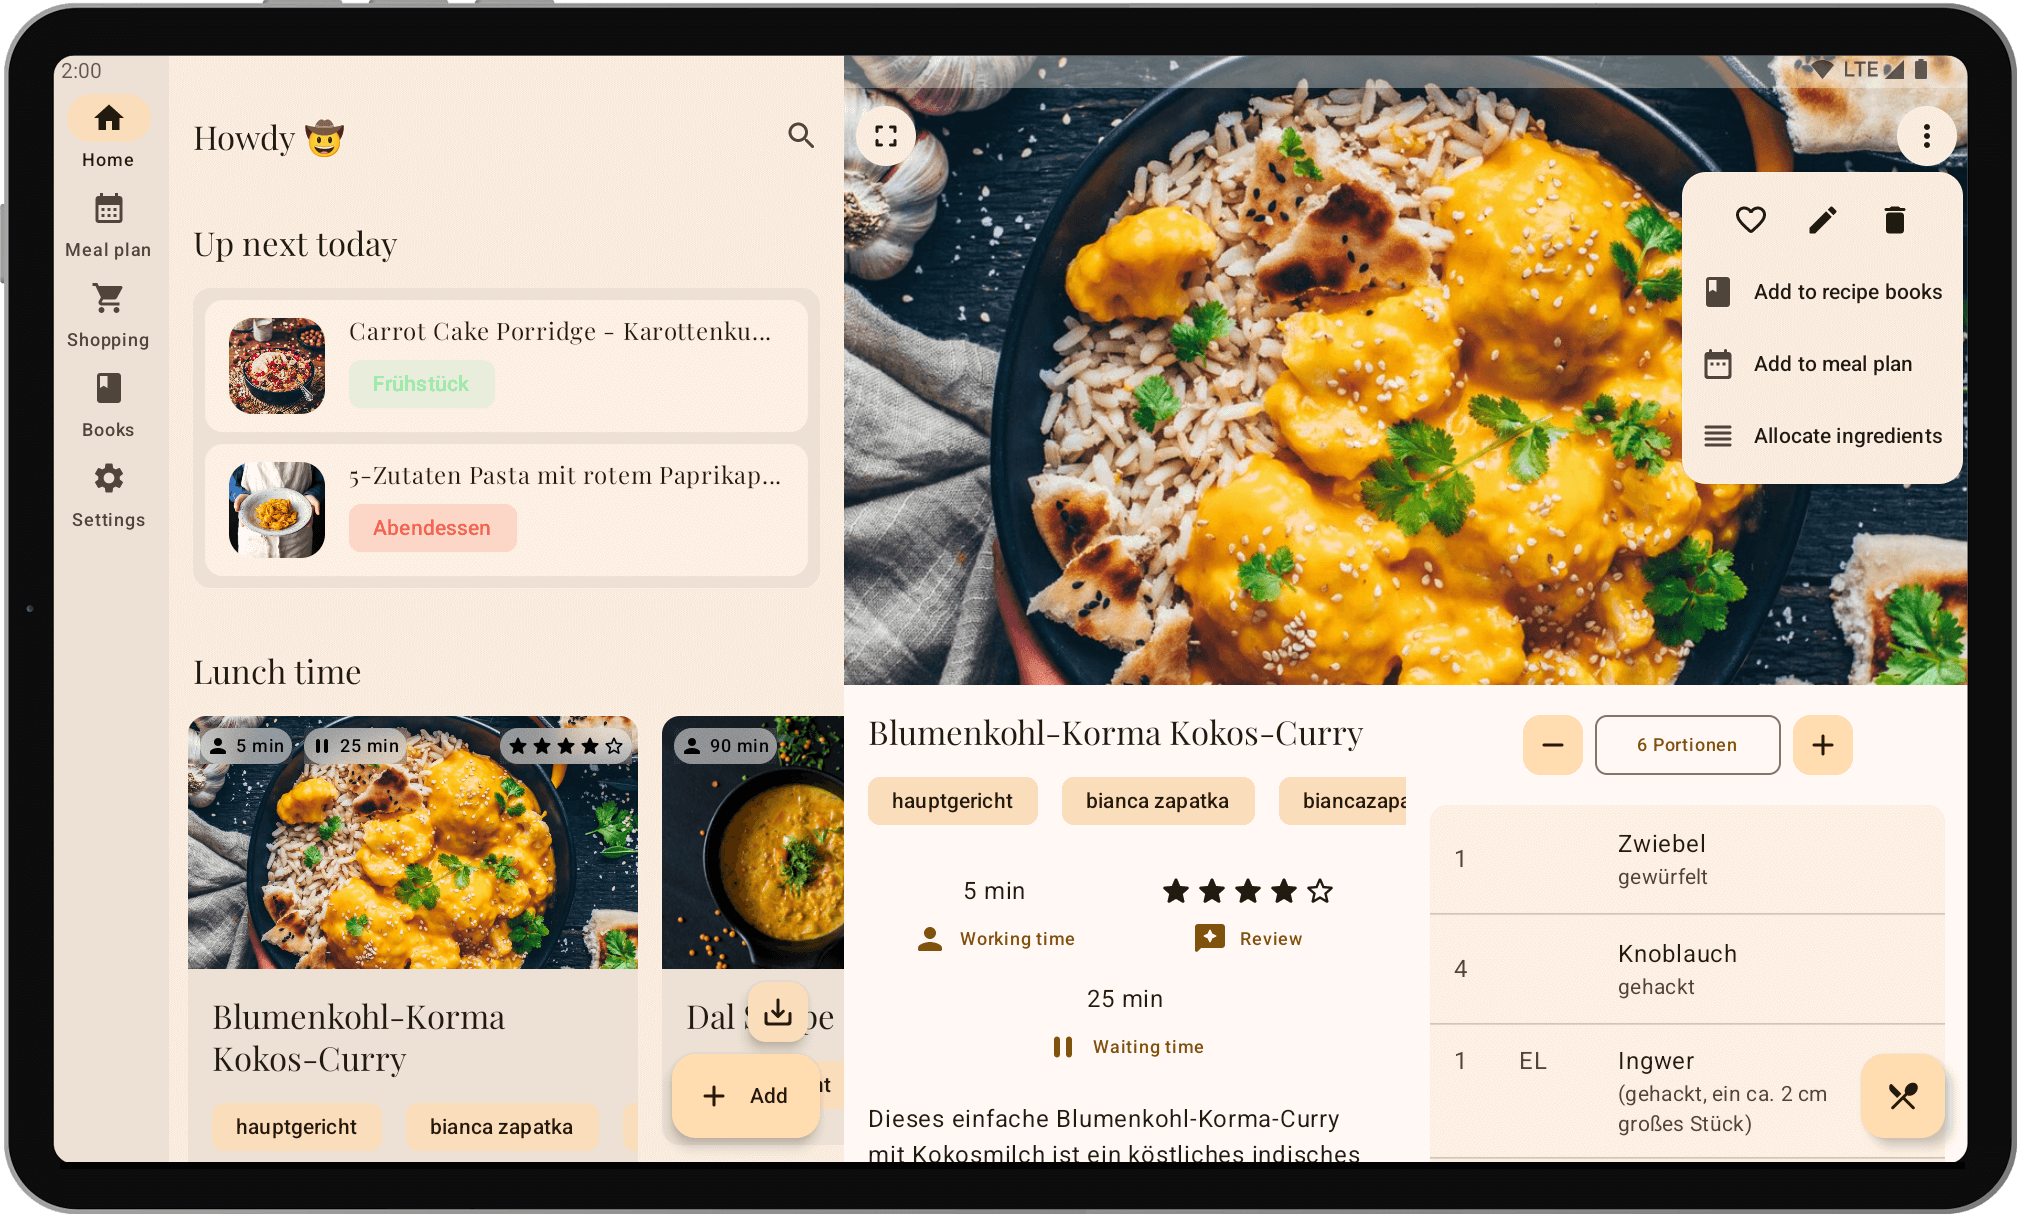 2:00
LTE
Home
Meal plan
Shopping
Books
Settings
Howdy 🤠
Up next today
Carrot Cake Porridge - Karottenku...
Frühstück
5-Zutaten Pasta mit rotem Paprikap...
Abendessen
Lunch time
5 min
25 min
90 min
Blumenkohl-Korma
Kokos-Curry
hauptgericht
bianca zapatka
Dal
Add
Add to recipe books
Add to meal plan
Allocate ingredients
Blumenkohl-Korma Kokos-Curry
hauptgericht
bianca zapatka
biancazapa
5 min
Working time
Review
25 min
Waiting time
Dieses einfache Blumenkohl-Korma-Curry
mit Kokosmilch ist ein köstliches indisches
6 Portionen
1 Zwiebel
gewürfelt
4 Knoblauch
gehackt
1 EL Ingwer
(gehackt, ein ca. 2 cm
großes Stück)